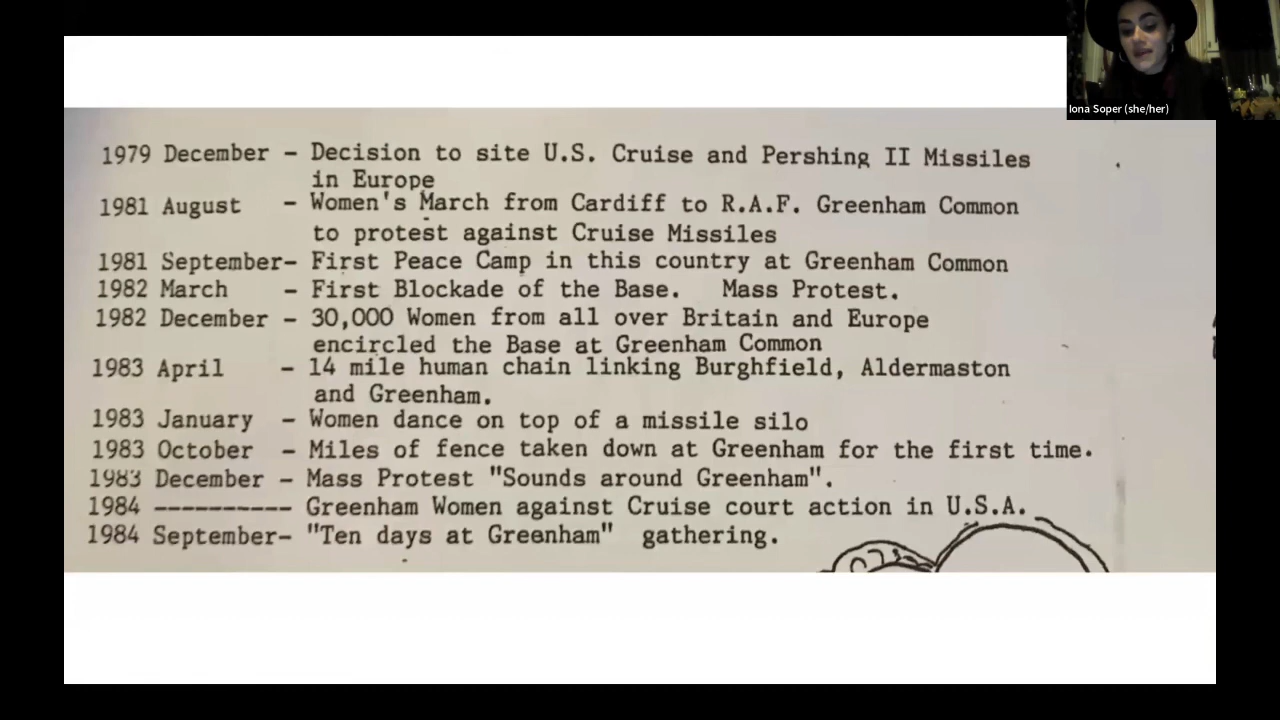 Iona Soper (she/her)
1979 December - Decision to site U.S. Cruise and Pershing II Missiles
in Europe
1981 August - Women's March from Cardiff to R.A.F. Greenham Common
to protest against Cruise Missiles
1981 September- First Peace Camp in this country at Greenham Common
1982 March - First Blockade of the Base. Mass Protest.
1982 December - 30,000 Women from all over Britain and Europe
encircled the Base at Greenham Common
1983 April - 14 mile human chain linking Burghfield, Aldermaston
and Greenham.
1983 January - Women dance on top of a missile silo
1983 October - Miles of fence taken down at Greenham for the first time.
1983 December - Mass Protest "Sounds around Greenham".
1984 ---------- Greenham Women against Cruise court action in U.S.A.
1984 September- "Ten days at Greenham" gathering.